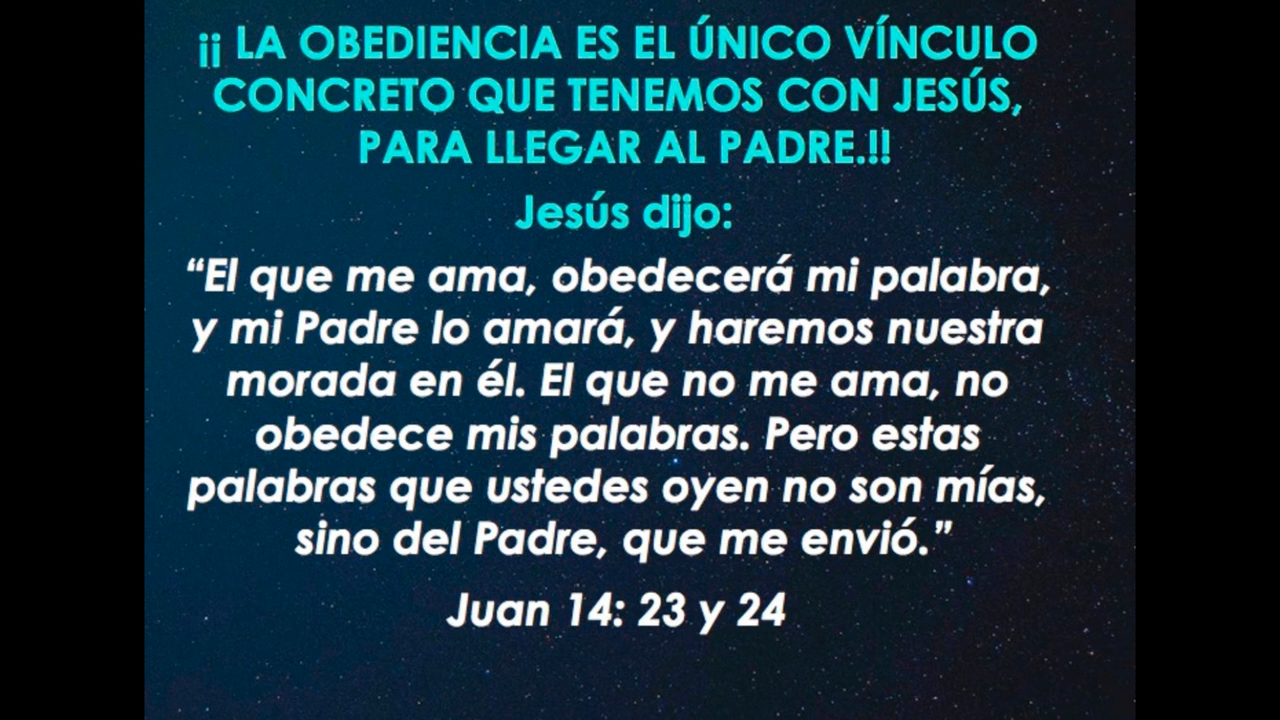 ¡¡ LA OBEDIENCIA ES EL ÚNICO VÍNCULO
CONCRETO QUE TENEMOS CON JESÚS,
PARA LLEGAR AL PADRE.!!
Jesús dijo:
“El que me ama, obedecerá mi palabra,
y mi Padre lo amará, y haremos nuestra
morada en él. El que no me ama, no
obedece mis palabras. Pero estas
palabras que ustedes oyen no son mías,
sino del Padre, que me envió.”
Juan 14: 23 y 24